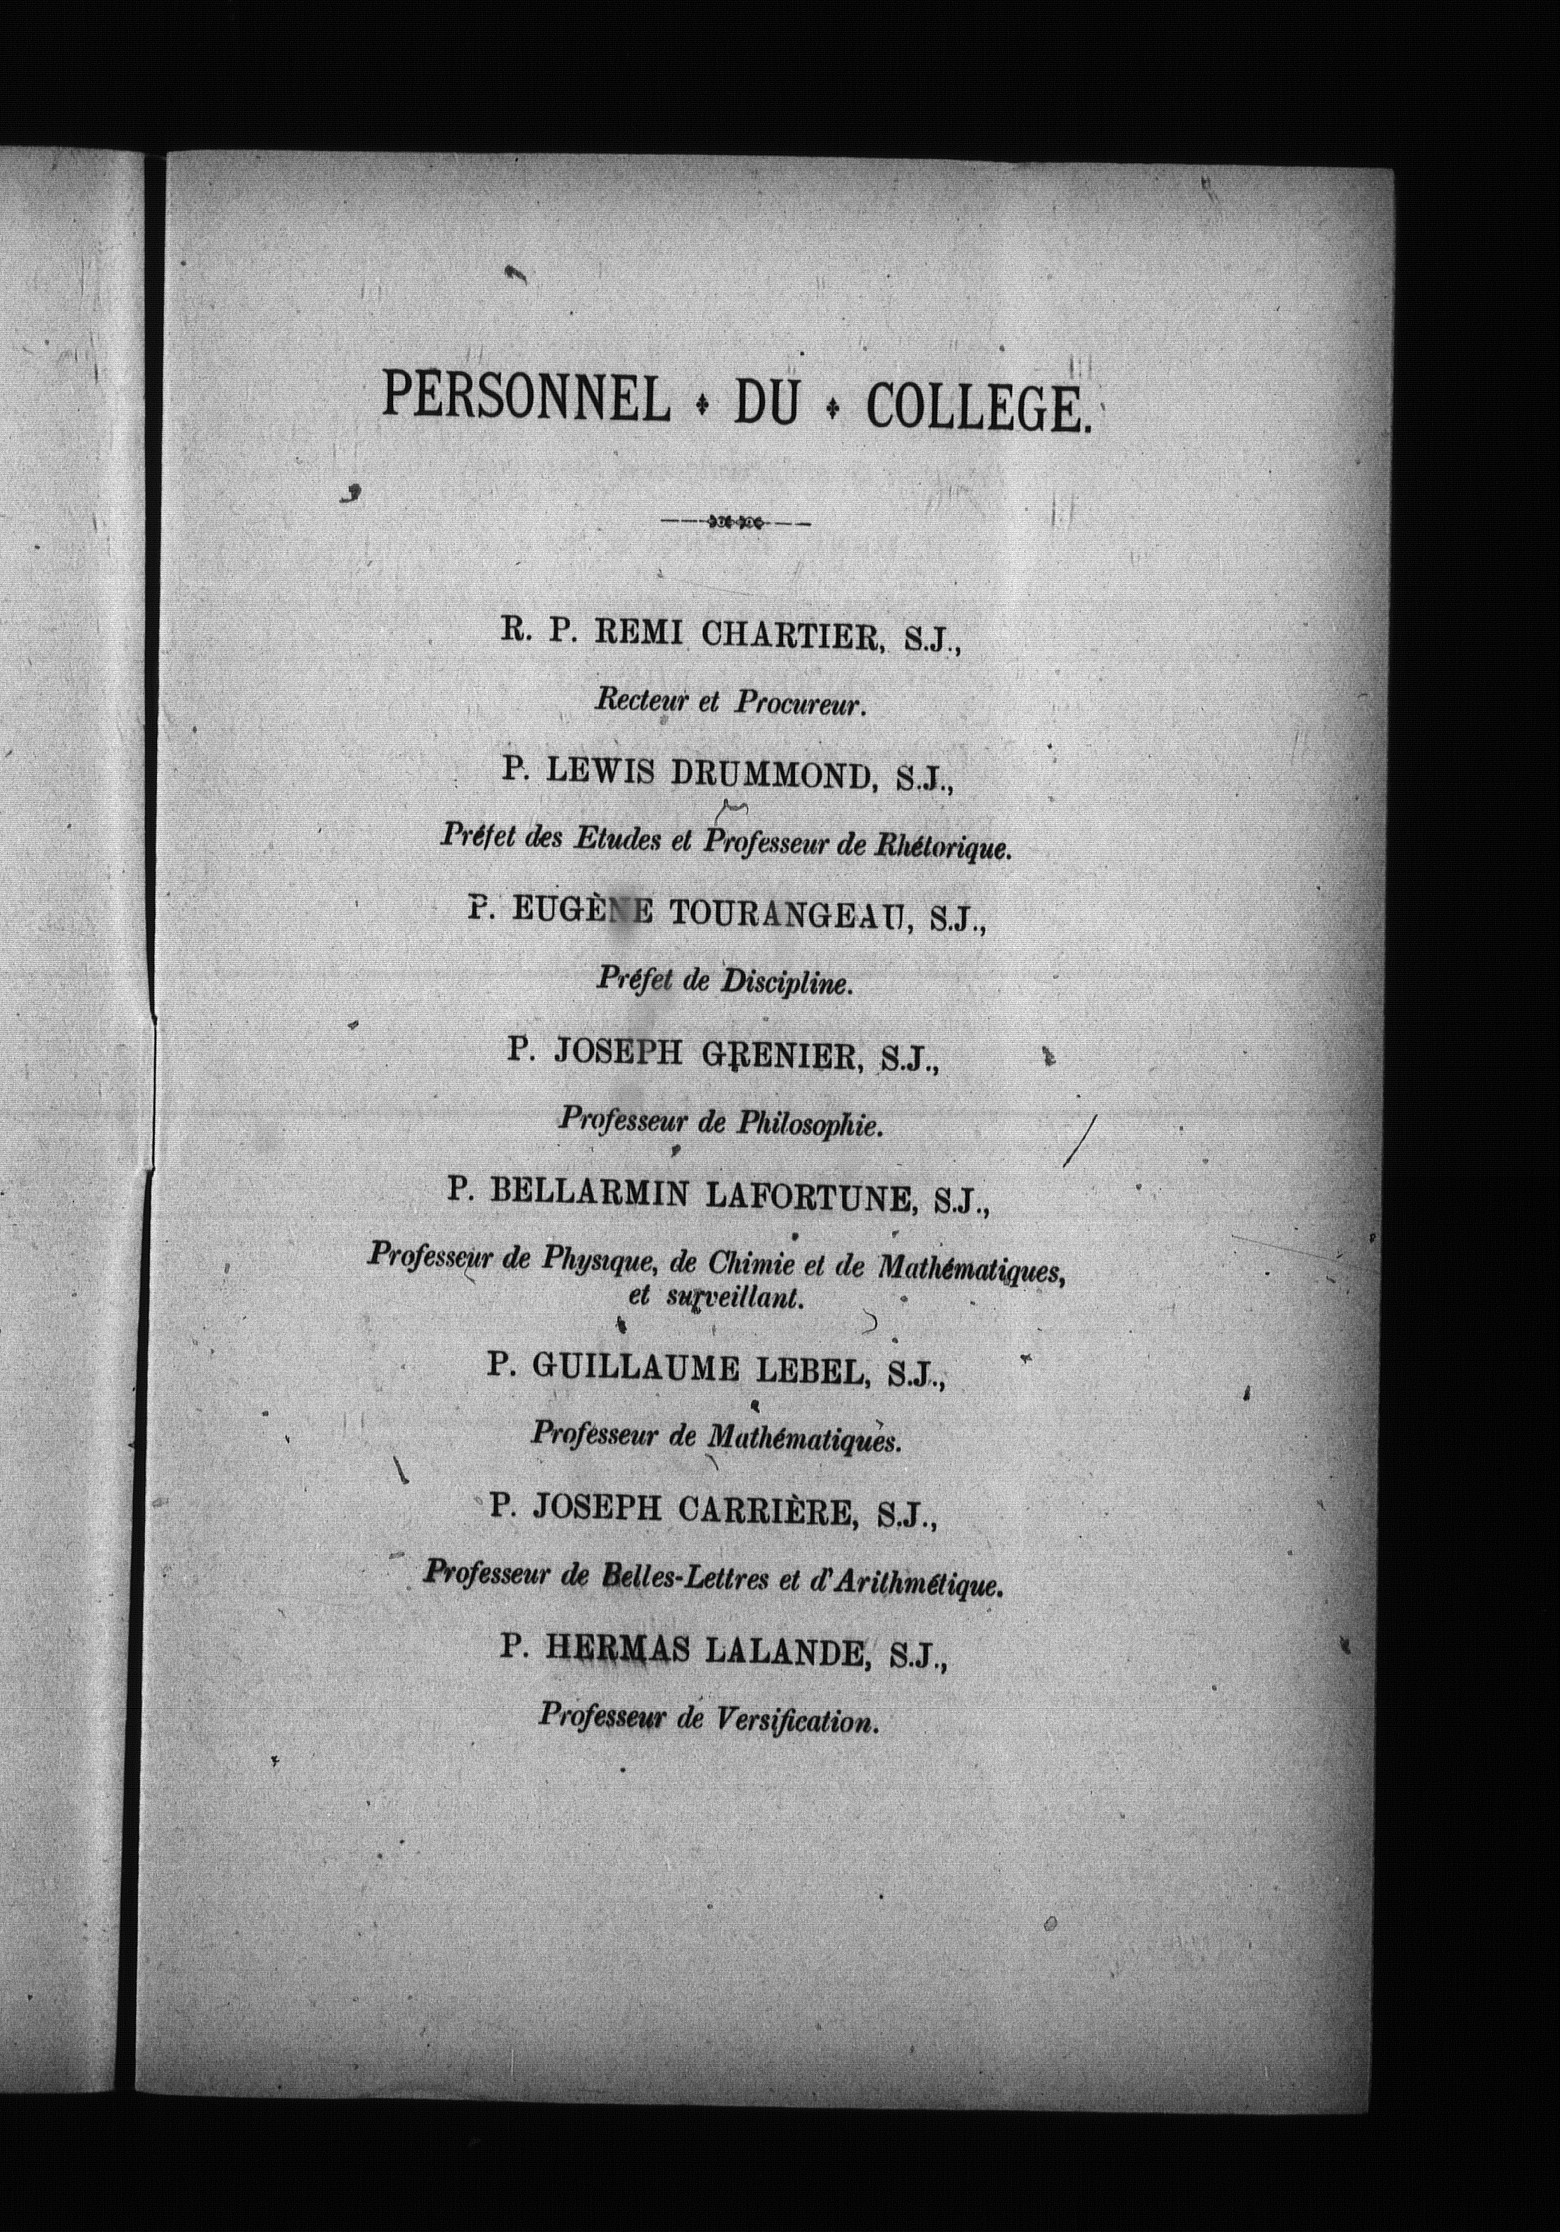 PERSONNEL DU COLLEGE.
R. P. REMI CHARTIER, S.J.,
Recteur et Procureur.
P. LEWIS DRUMMOND, S.J.,
Préfet des Etudes et Professeur de Rhétorique.
P. EUGÈNE TOURANGEAU, S.J.,
Préfet de Discipline.
P. JOSEPH GRENIER, S.J.,
Professeur de Philosophie.
P. BELLARMIN LAFORTUNE, S.J.,
Professeur de Physique, de Chimie et de Mathématiques,
et surveillant.
P. GUILLAUME LEBEL, S.J.,
Professeur de Mathématiques.
P. JOSEPH CARRIÈRE, S.J.,
Professeur de Belles-Lettres et d'Arithmétique.
P. HERMAS LALANDE, S.J.,
Professeur de Versification.